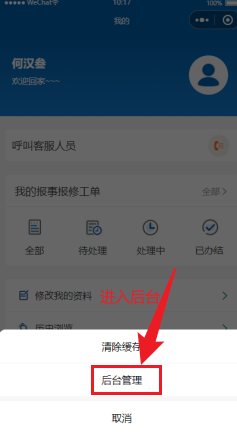 WeChat
10:17
100%
我的
何汉叁
欢迎回家~~~
呼叫客服人员
我的报事报修工单
全部
全部 待处理 处理中 已办结
修改我的资料
进入后台
历史浏览
清除缓存
后台管理
取消